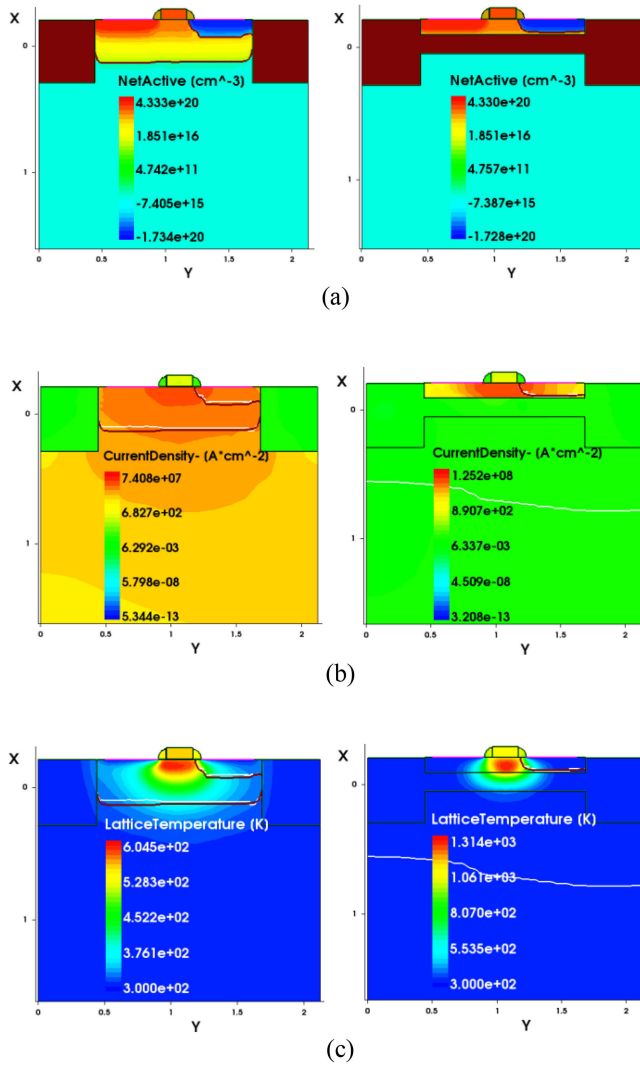 X
0
1
NetActive (cm^-3)
4.333e+20
1.851e+16
4.742e+11
-7.405e+15
-1.734e+20
0 0.5 1 1.5 2
Y
X
0
1
NetActive (cm^-3)
4.330e+20
1.851e+16
4.757e+11
-7.387e+15
-1.728e+20
0 0.5 1 1.5 2
Y
(a)
X
0
1
CurrentDensity- (A*cm^-2)
7.408e+07
6.827e+02
6.292e-03
5.798e-08
5.344e-13
0 0.5 1 1.5 2
Y
X
0
1
CurrentDensity- (A*cm^-2)
1.252e+08
8.907e+02
6.337e-03
4.509e-08
3.208e-13
0 0.5 1 1.5 2
Y
(b)
X
0
1
LatticeTemperature (K)
6.045e+02
5.283e+02
4.522e+02
3.761e+02
3.000e+02
0 0.5 1 1.5 2
Y
X
0
1
LatticeTemperature (K)
1.314e+03
1.061e+03
8.070e+02
5.535e+02
3.000e+02
0 0.5 1 1.5 2
Y
(c)